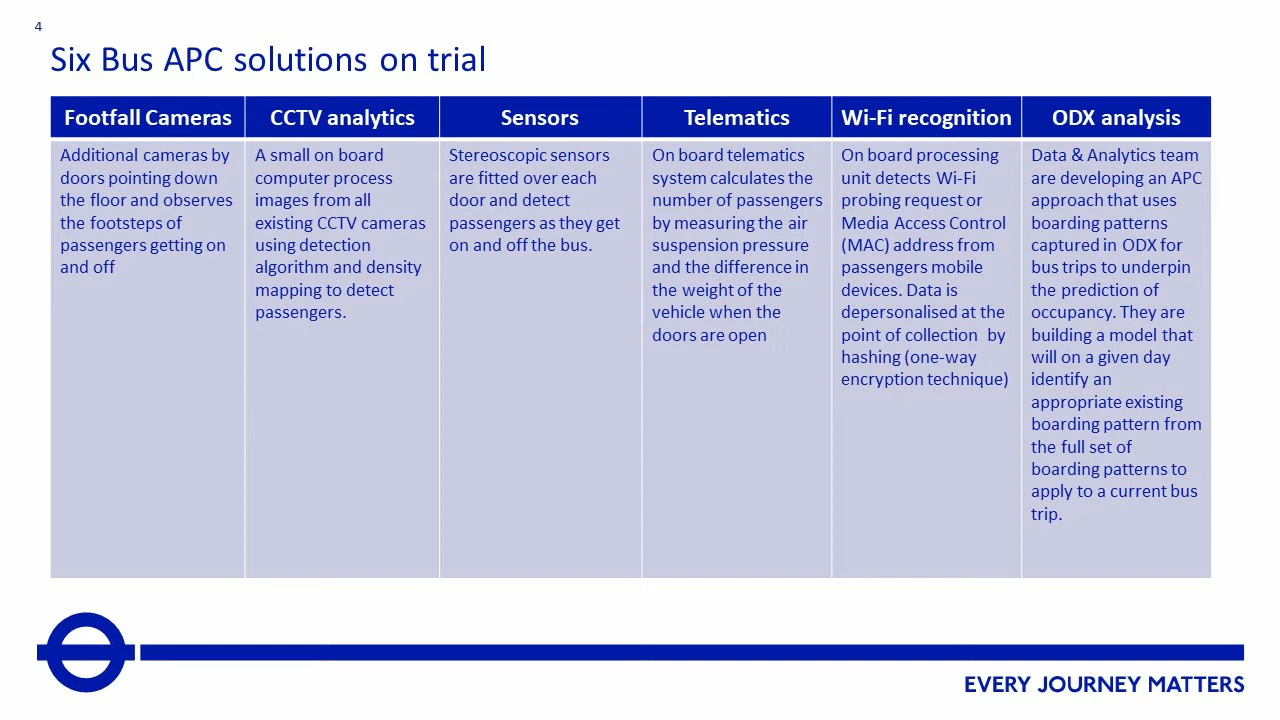 4
Six Bus APC solutions on trial
Footfall Cameras
Additional cameras by
doors pointing down
the floor and observes
the footsteps of
passengers getting on
and off
CCTV analytics
A small on board
computer process
images from all
existing CCTV cameras
using detection
algorithm and density
mapping to detect
passengers.
Sensors
Stereoscopic sensors
are fitted over each
door and detect
passengers as they get
on and off the bus.
Telematics
On board telematics
system calculates the
number of passengers
by measuring the air
suspension pressure
and the difference in
the weight of the
vehicle when the
doors are open
Wi-Fi recognition
On board processing
unit detects Wi-Fi
probing request or
Media Access Control
(MAC) address from
passengers mobile
devices. Data is
depersonalised at the
point of collection by
hashing (one-way
encryption technique)
ODX analysis
Data & Analytics team
are developing an APC
approach that uses
boarding patterns
captured in ODX for
bus trips to underpin
the prediction of
occupancy. They are
building a model that
will on a given day
identify an
appropriate existing
boarding pattern from
the full set of
boarding patterns to
apply to a current bus
trip.
EVERY JOURNEY MATTERS